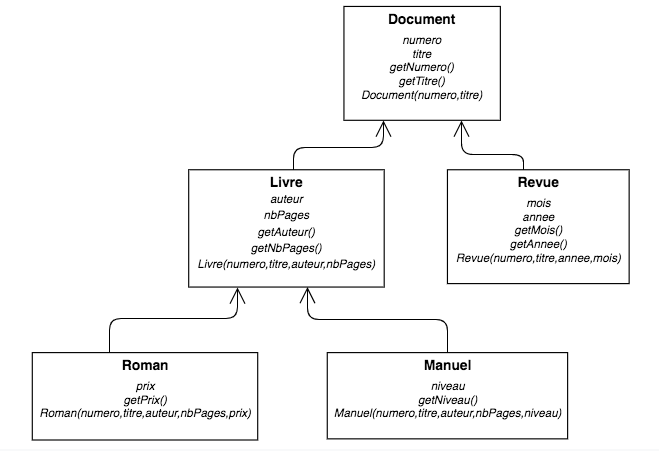 Document
numero
titre
getNumero()
getTitre()
Document(numero,titre)
Livre
auteur
nbPages
getAuteur()
getNbPages()
Livre(numero,titre,auteur,nbPages)
Revue
mois
annee
getMois()
getAnnee()
Revue(numero,titre,annee,mois)
Roman
prix
getPrix()
Roman(numero,titre,auteur,nbPages,prix)
Manuel
niveau
getNiveau()
Manuel(numero,titre,auteur,nbPages,niveau)